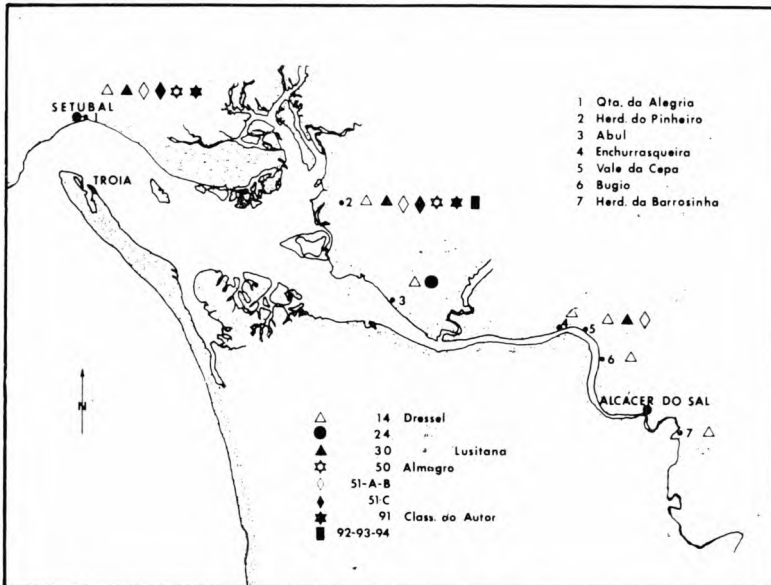 SETUBAL
1
TROIA
2
3
4
5
6
ALCÁCER DO SAL
7
N
1 Qta. da Alegria
2 Herd. do Pinheiro
3 Abul
4 Enchurrasqueira
5 Vale da Cepa
6 Bugio
7 Herd. da Barrosinha
14 Dressel
24 "
30 " Lusitana
50 Almagro
51-A-B
51-C
91 Class. do Autor
92-93-94